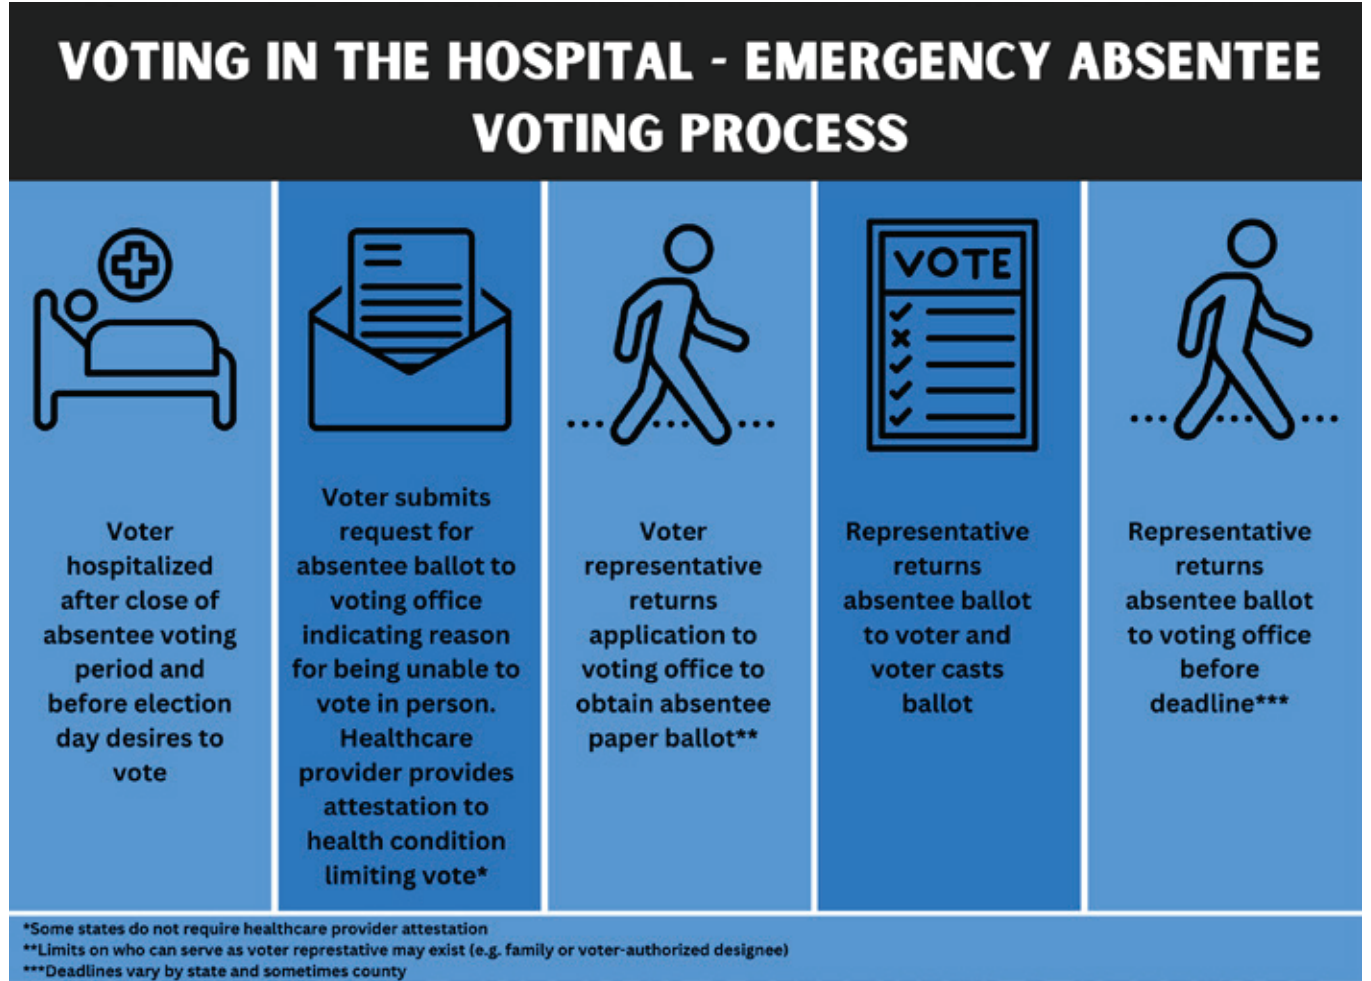 VOTING IN THE HOSPITAL - EMERGENCY ABSENTEE
VOTING PROCESS
Voter
hospitalized
after close of
absentee voting
period and
before election
day desires to
vote
Voter submits
request for
absentee ballot to
voting office
indicating reason
for being unable to
vote in person.
Healthcare
provider provides
attestation to
health condition
limiting vote*
Voter
representative
returns
application to
voting office to
obtain absentee
paper ballot**
VOTE
Representative
returns
absentee ballot
to voter and
voter casts
ballot
Representative
returns
absentee ballot
to voting office
before
deadline***
*Some states do not require healthcare provider attestation
**Limits on who can serve as voter represtative may exist (e.g. family or voter-authorized designee)
***Deadlines vary by state and sometimes county